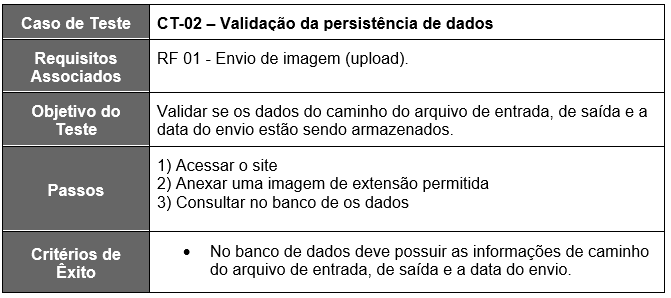 Caso de Teste
CT-02 – Validação da persistência de dados
Requisitos
Associados
RF 01 - Envio de imagem (upload).
Objetivo do
Teste
Validar se os dados do caminho do arquivo de entrada, de saída e a
data do envio estão sendo armazenados.
Passos
1) Acessar o site
2) Anexar uma imagem de extensão permitida
3) Consultar no banco de os dados
Critérios de
Êxito
• No banco de dados deve possuir as informações de caminho
do arquivo de entrada, de saída e a data do envio.